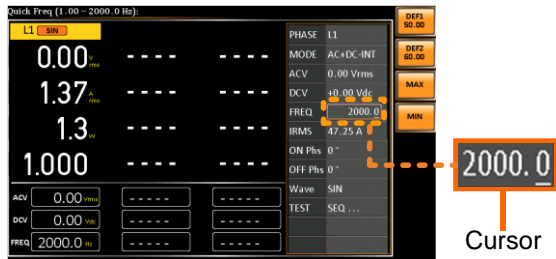 Quick Freq (1.00 ~ 2000.0 Hz):
L1 SIN
0.00 Vrms
- - - -
- - - -
1.37 Arms
- - - -
- - - -
1.3 W
- - - -
- - - -
1.000
- - - -
- - - -
ACV 0.00 Vrms
- - - - -
- - - - -
DCV 0.00 Vdc
- - - - -
- - - - -
FREQ 2000.0 Hz
- - - - -
- - - - -
PHASE L1
MODE AC+DC-INT
ACV 0.00 Vrms
DCV +0.00 Vdc
FREQ 2000.0
IRMS 47.25 A
ON Phs 0 °
OFF Phs 0 °
Wave SIN
TEST SEQ ...
DEF1
50.00
DEF2
60.00
MAX
MIN
2000.0
Cursor